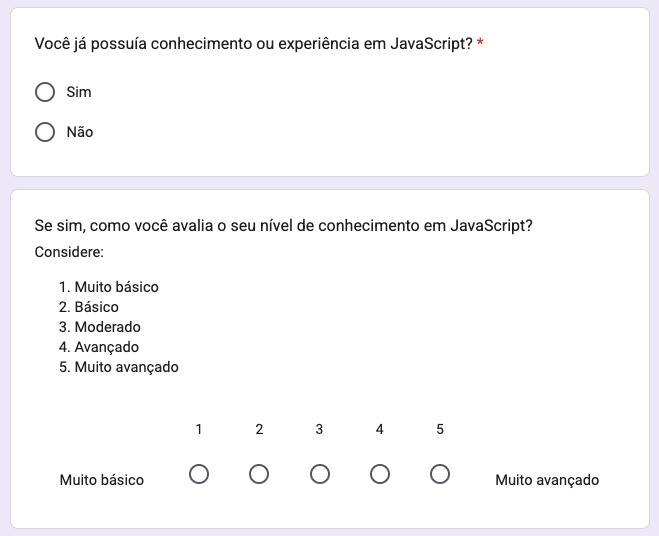 Você já possuía conhecimento ou experiência em JavaScript? *
Sim
Não
Se sim, como você avalia o seu nível de conhecimento em JavaScript?
Considere:
1. Muito básico
2. Básico
3. Moderado
4. Avançado
5. Muito avançado
1 2 3 4 5
Muito básico Muito avançado